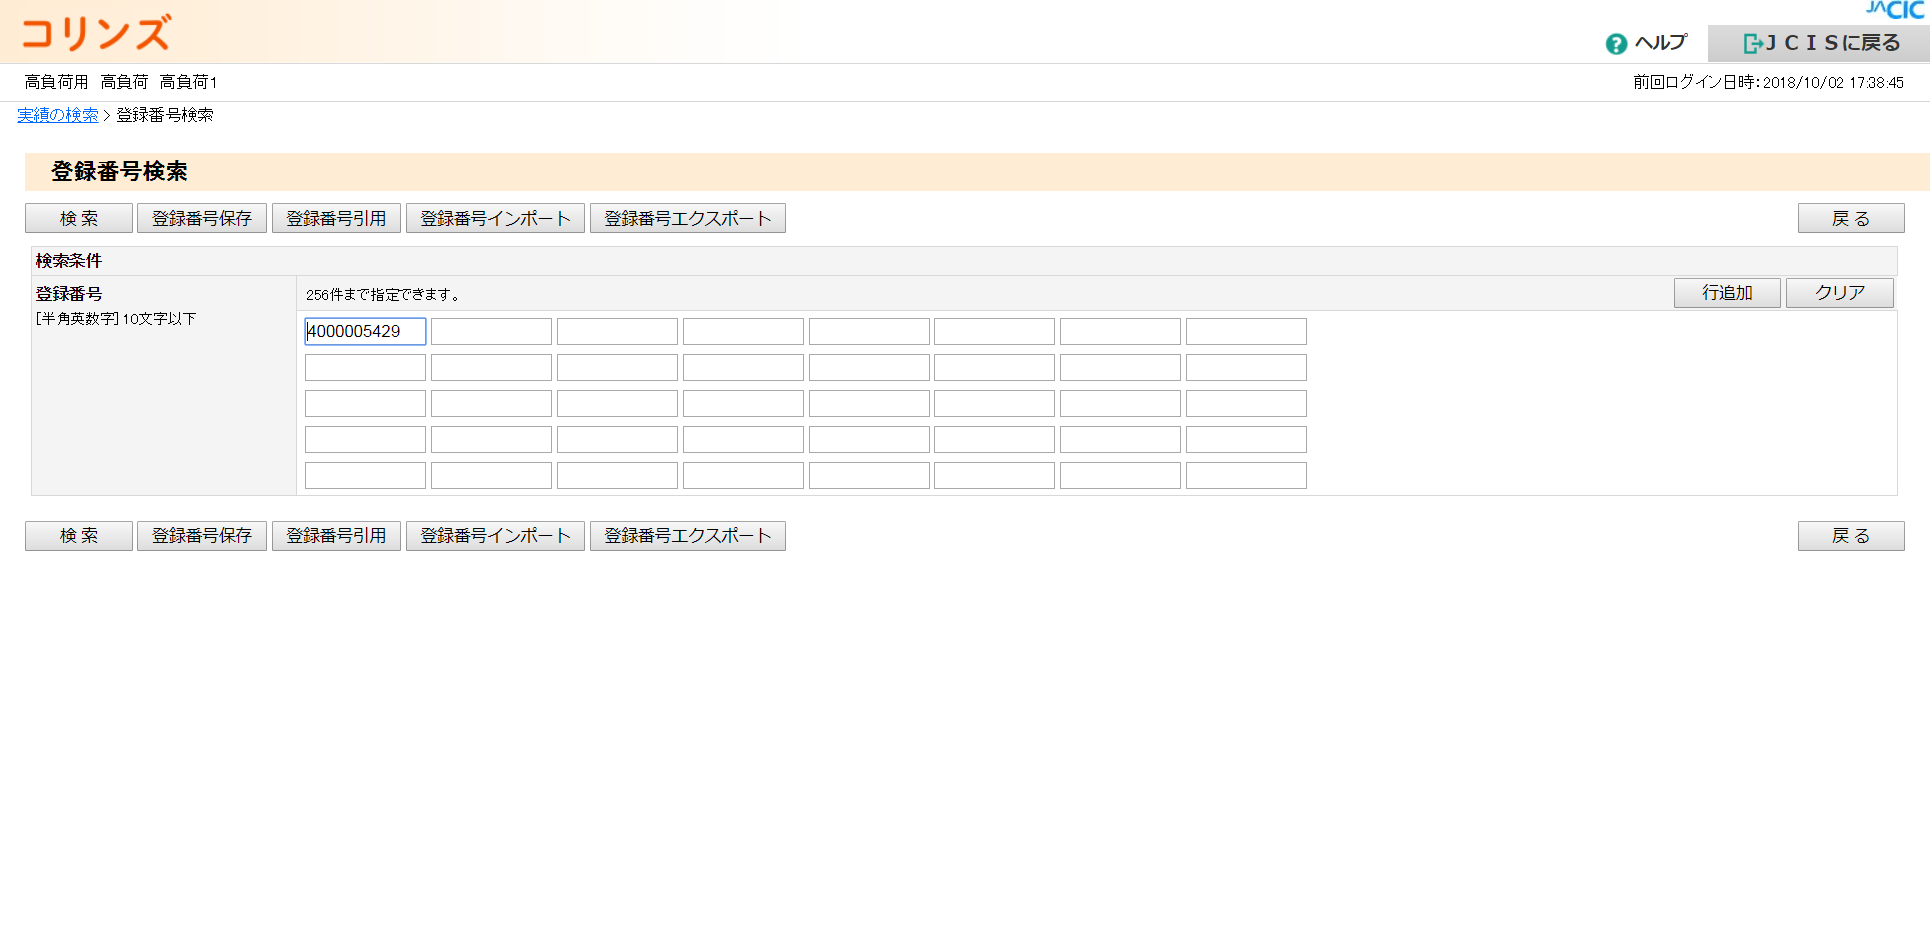 JACIC
コリンズ
ヘルプ ＪＣＩＳに戻る
高負荷用 高負荷 高負荷1 前回ログイン日時：2018/10/02 17:38:45
実績の検索 > 登録番号検索
登録番号検索
検 索 登録番号保存 登録番号引用 登録番号インポート 登録番号エクスポート 戻 る
検索条件
登録番号 256件まで指定できます。 行追加 クリア
[半角英数字] 10文字以下
4000005429
検 索 登録番号保存 登録番号引用 登録番号インポート 登録番号エクスポート 戻 る